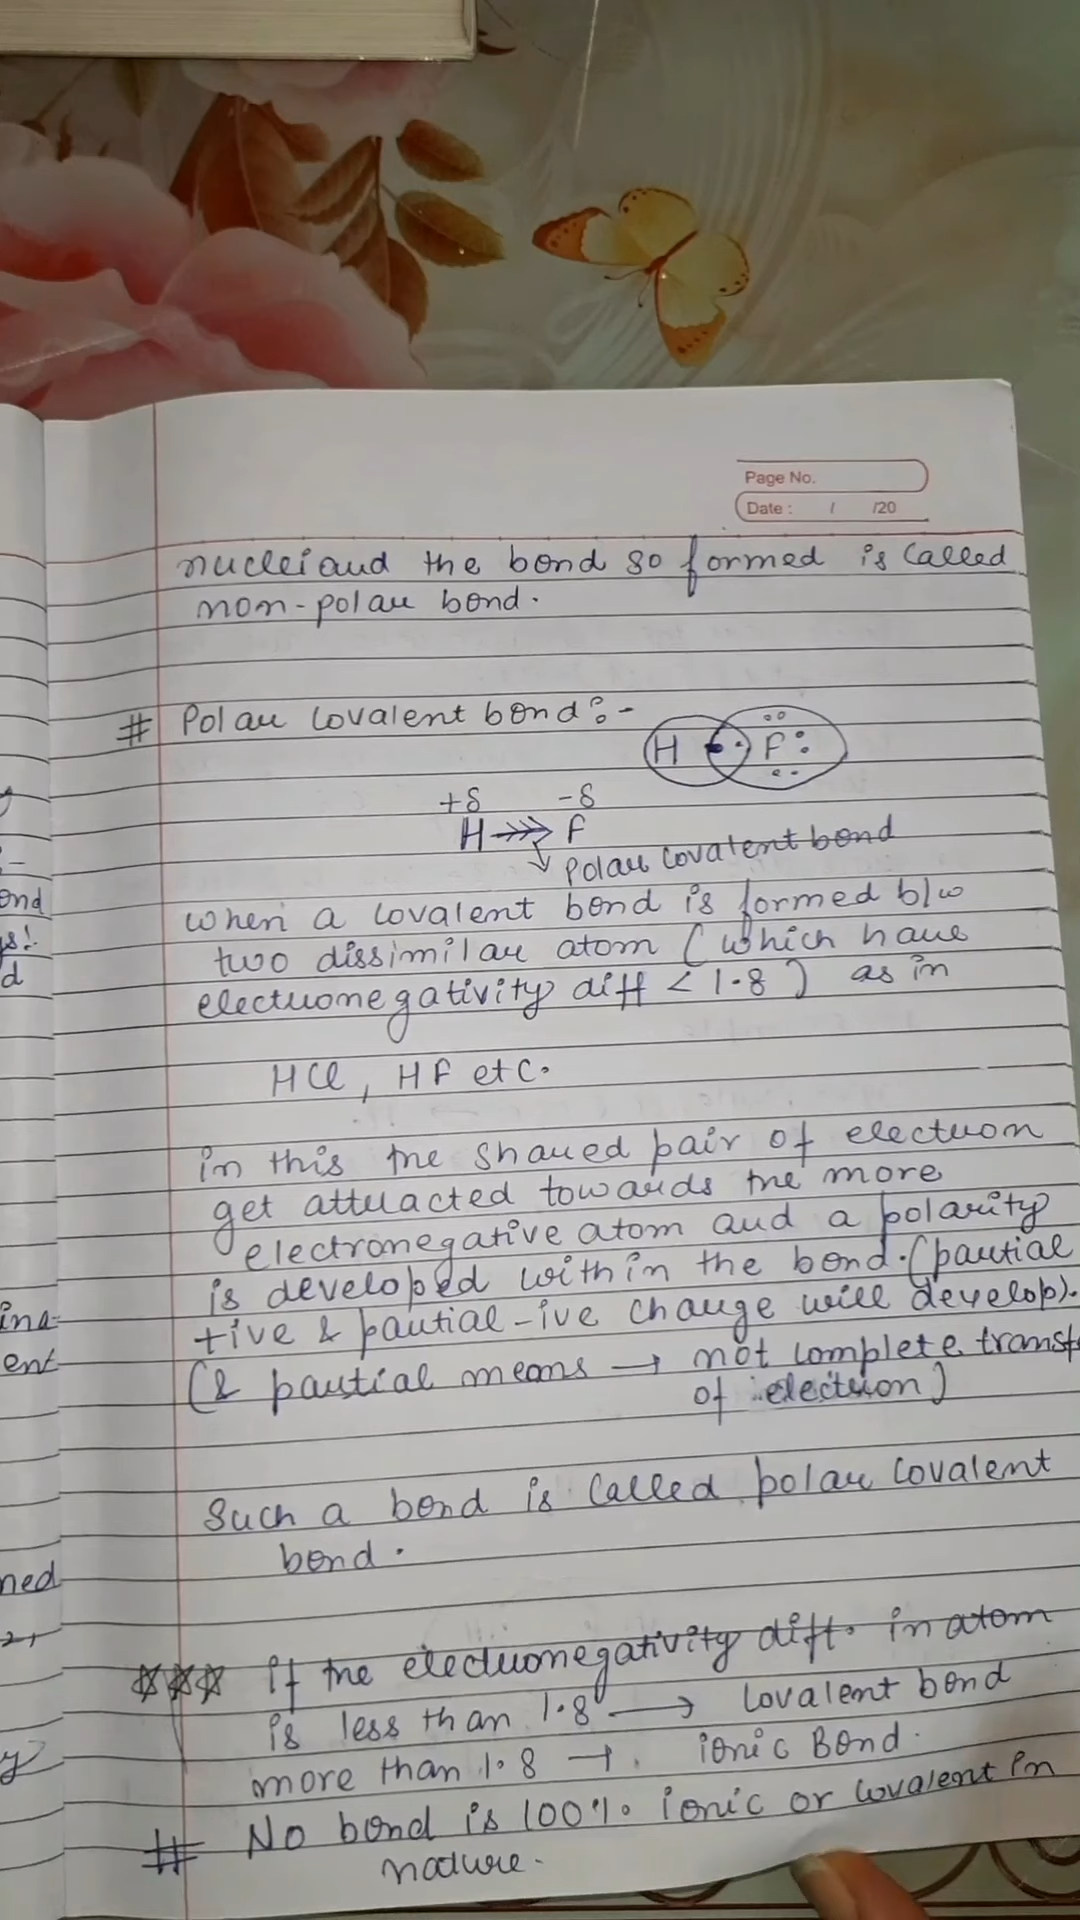 Page No.
Date : / /20
nuclei and the bond so formed is called
non-polar bond.
# Polar covalent bond :-
H F
+δ -δ
H F
Polar covalent bond
when a covalent bond is formed b/w
two dissimilar atom (which have
electronegativity diff < 1.8) as in
HCl, HF etc.
in this the shared pair of electron
get attracted towards the more
electronegative atom and a polarity
is developed within the bond. (partial
+ive & partial -ive charge will develop).
(& partial means → not complete transf
of electron)
Such a bond is called polar covalent
bond.
*** if the electronegativity diff. in atom
is less than 1.8 → covalent bond
more than 1.8 → ionic Bond.
# No bond is 100% ionic or covalent in
nature.
ond
d
ina-
ent
ned